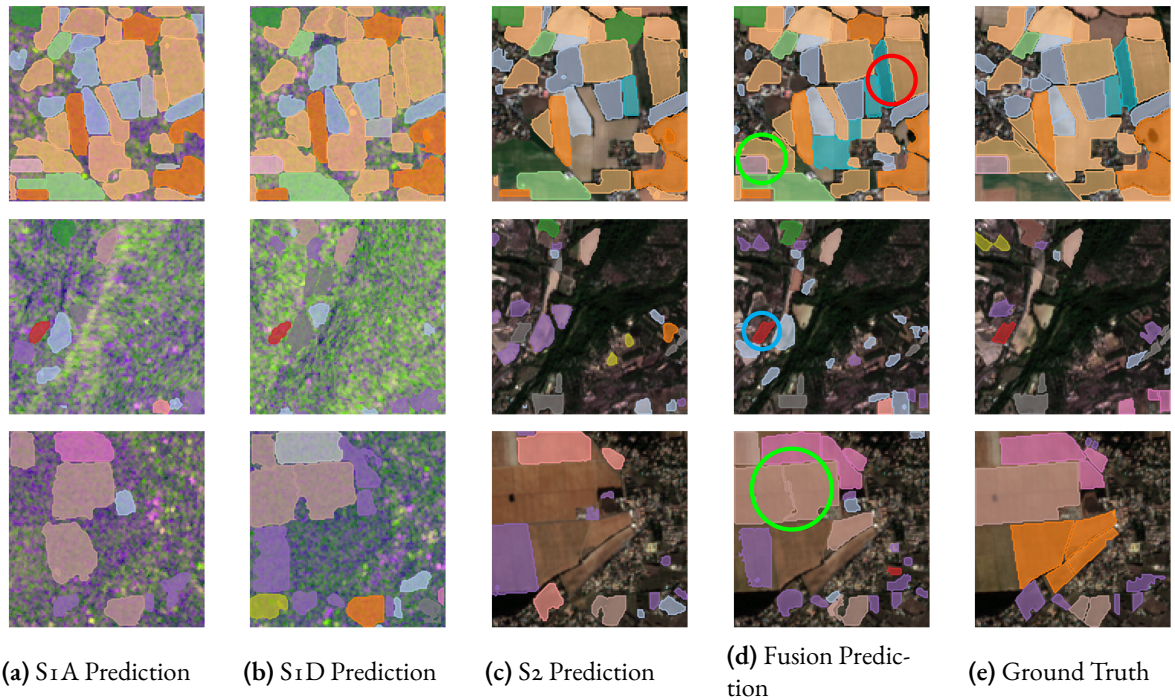 (a) S1A Prediction
(b) S1D Prediction
(c) S2 Prediction
(d) Fusion Predic-
tion
(e) Ground Truth